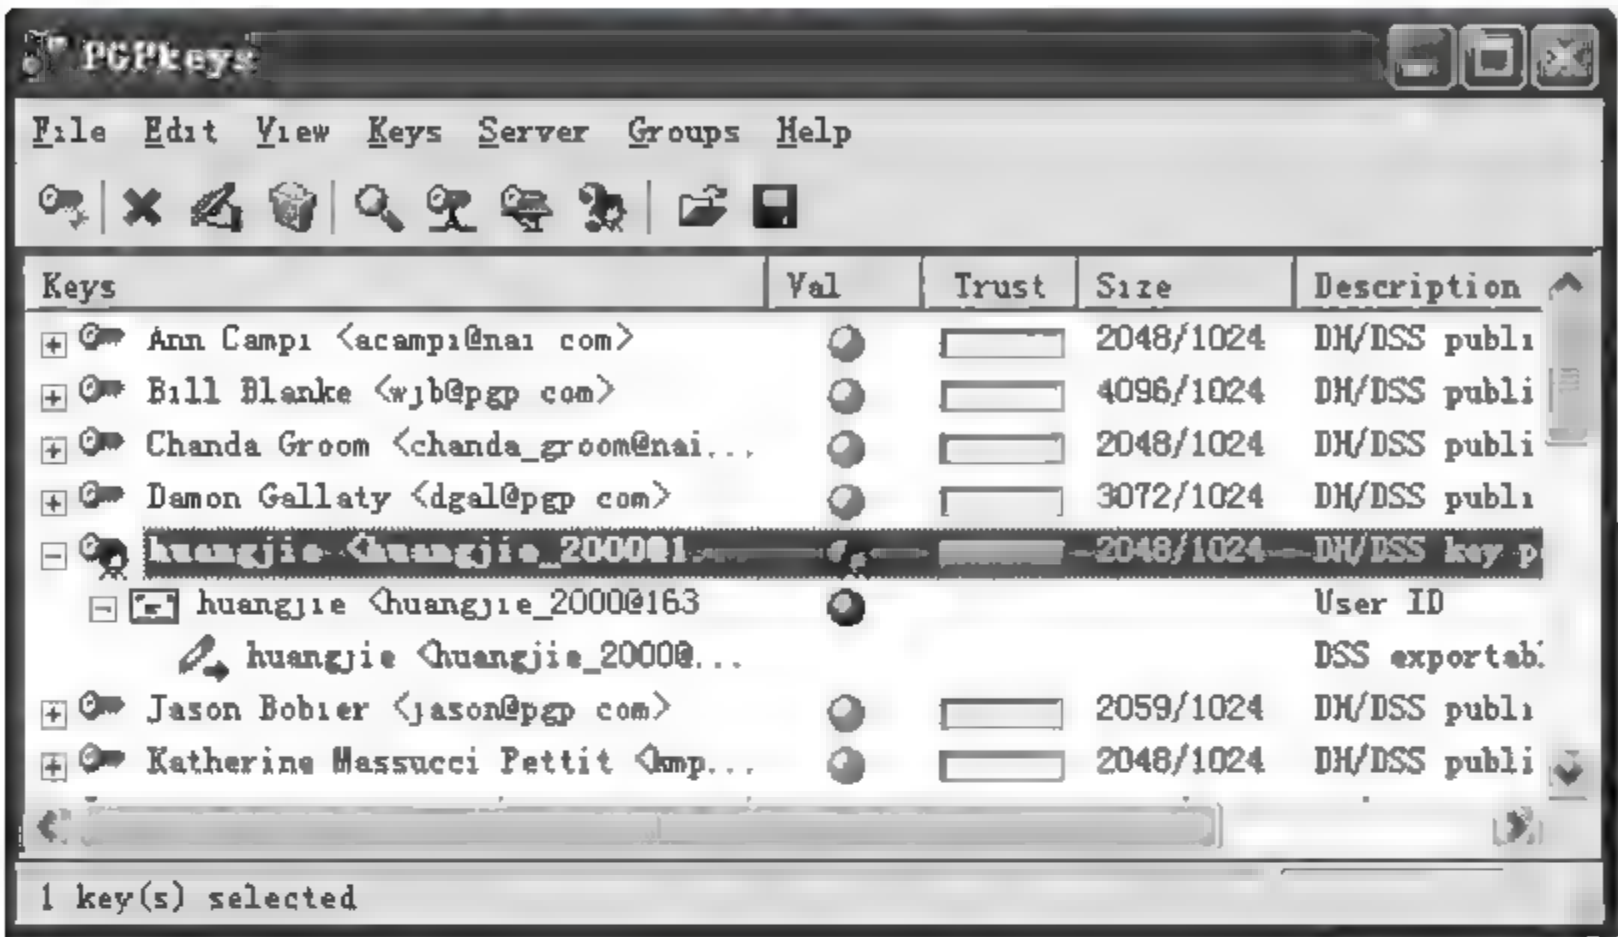 PGPkeys
File Edit View Keys Server Groups Help
Keys Val Trust Size Description
Ann Campi <acampi@nai com> 2048/1024 DH/DSS publi
Bill Blanke <wjb@pgp com> 4096/1024 DH/DSS publi
Chanda Groom <chanda_groom@nai... 2048/1024 DH/DSS publi
Damon Gallaty <dgal@pgp com> 3072/1024 DH/DSS publi
huangjie <huangjie_2000@1 2048/1024 DH/DSS key p
huangjie <huangjie_2000@163 User ID
huangjie <huangjie_2000@... DSS exportab
Jason Bobier <jason@pgp com> 2059/1024 DH/DSS publi
Katherine Massucci Pettit <kmp... 2048/1024 DH/DSS publi
1 key(s) selected